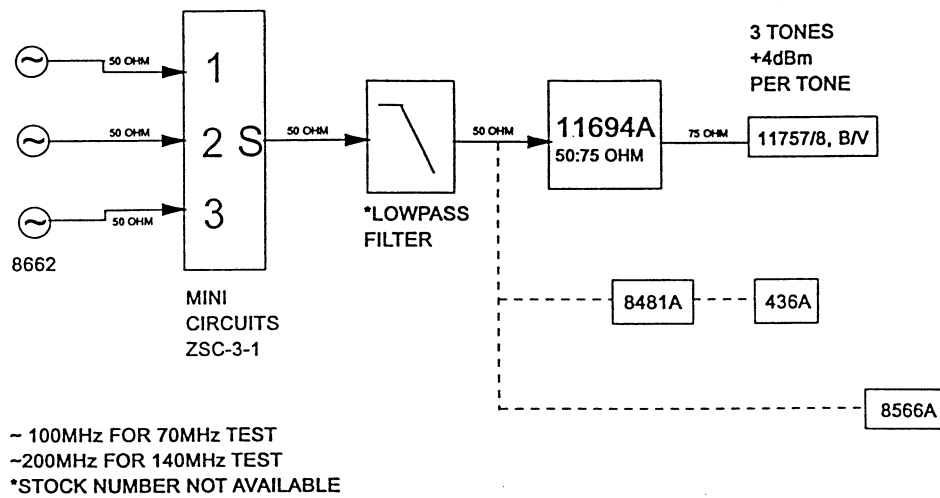 3 TONES
+4dBm
PER TONE
50 OHM
50 OHM
50 OHM
8662
1
2
3
S
MINI
CIRCUITS
ZSC-3-1
50 OHM
*LOWPASS
FILTER
50 OHM
11694A
50:75 OHM
75 OHM
11757/8, B/V
8481A
436A
8566A
~ 100MHz FOR 70MHz TEST
~200MHz FOR 140MHz TEST
*STOCK NUMBER NOT AVAILABLE